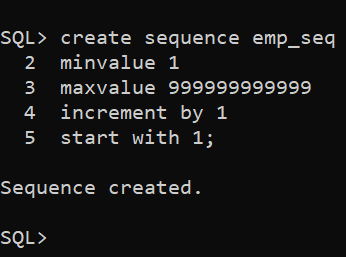 SQL> create sequence emp_seq
2 minvalue 1
3 maxvalue 999999999999
4 increment by 1
5 start with 1;
Sequence created.
SQL>